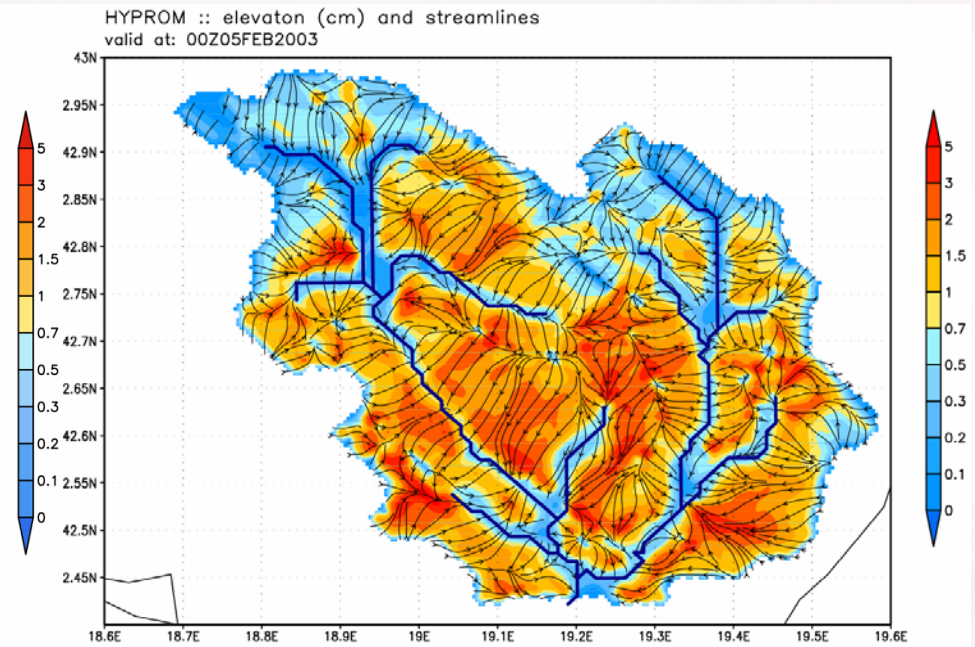 HYPROM :: elevaton (cm) and streamlines
valid at: 00Z05FEB2003
43N
2.95N
42.9N
2.85N
42.8N
2.75N
42.7N
2.65N
42.6N
2.55N
42.5N
2.45N
18.6E 18.7E 18.8E 18.9E 19E 19.1E 19.2E 19.3E 19.4E 19.5E 19.6E
5
3
2
1.5
1
0.7
0.5
0.3
0.2
0.1
0
5
3
2
1.5
1
0.7
0.5
0.3
0.2
0.1
0